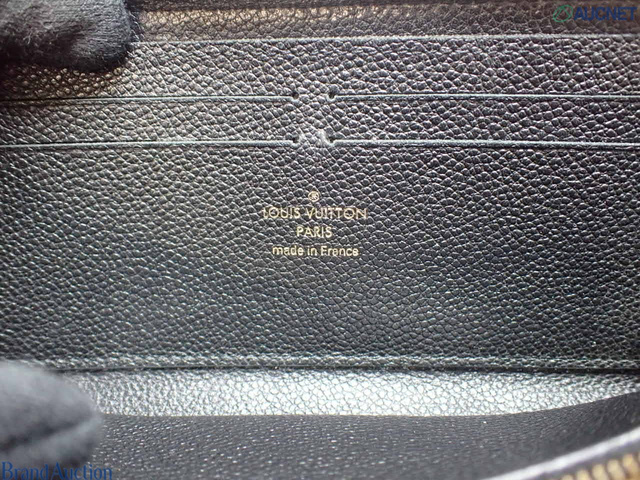 AUCNET
®
LOUIS VUITTON
PARIS
made in France
Brand Auction